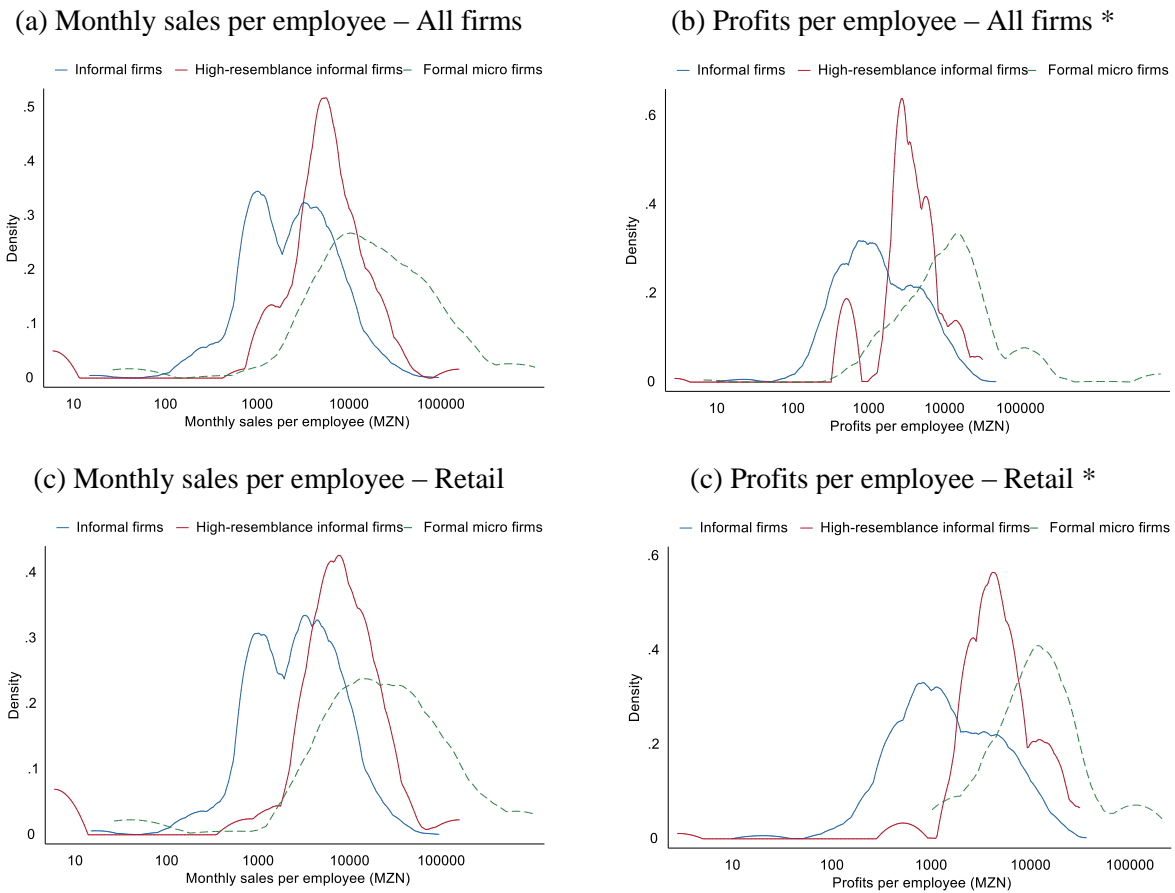 (a) Monthly sales per employee – All firms
Informal firms High-resemblance informal firms Formal micro firms
.5
.4
.3
.2
.1
0
Density
10 100 1000 10000 100000
Monthly sales per employee (MZN)
(b) Profits per employee – All firms *
Informal firms High-resemblance informal firms Formal micro firms
.6
.4
.2
0
Density
10 100 1000 10000 100000
Profits per employee (MZN)
(c) Monthly sales per employee – Retail
Informal firms High-resemblance informal firms Formal micro firms
.4
.3
.2
.1
0
Density
10 100 1000 10000 100000
Monthly sales per employee (MZN)
(c) Profits per employee – Retail *
Informal firms High-resemblance informal firms Formal micro firms
.6
.4
.2
0
Density
10 100 1000 10000 100000
Profits per employee (MZN)